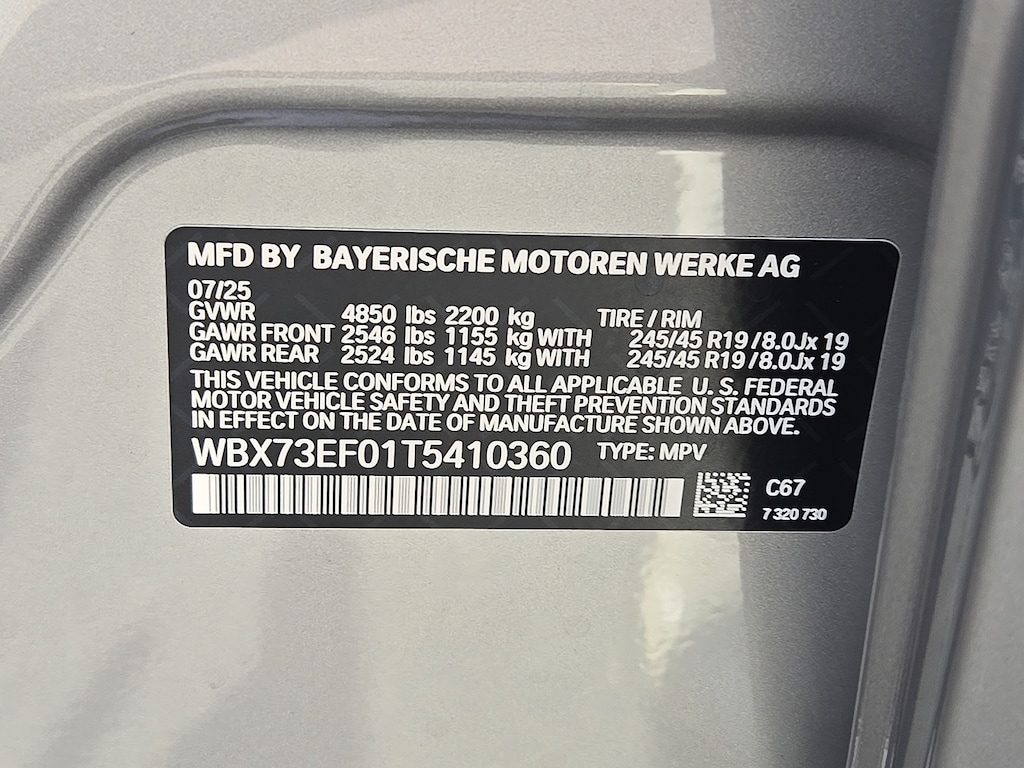 MFD BY BAYERISCHE MOTOREN WERKE AG
07/25
GVWR 4850 lbs 2200 kg TIRE / RIM
GAWR FRONT 2546 lbs 1155 kg WITH 245/45 R19/8.0Jx 19
GAWR REAR 2524 lbs 1145 kg WITH 245/45 R19/8.0Jx 19
THIS VEHICLE CONFORMS TO ALL APPLICABLE U. S. FEDERAL
MOTOR VEHICLE SAFETY AND THEFT PREVENTION STANDARDS
IN EFFECT ON THE DATE OF MANUFACTURE SHOWN ABOVE.
WBX73EF01T5410360 TYPE: MPV
C67
7 320 730